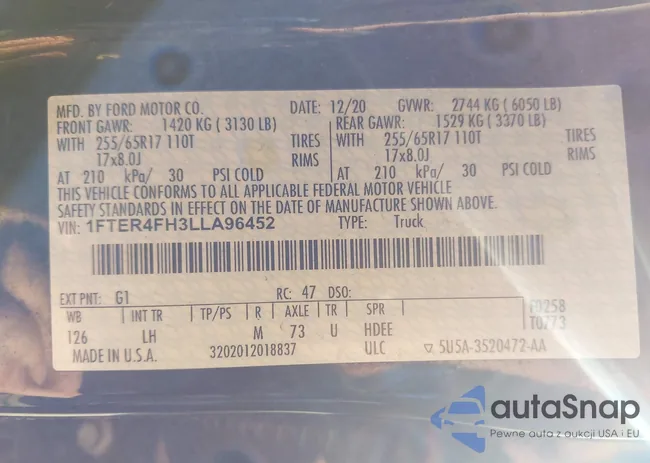 MFD. BY FORD MOTOR CO. DATE: 12/20 GVWR: 2744 KG ( 6050 LB)
FRONT GAWR: 1420 KG ( 3130 LB) REAR GAWR: 1529 KG ( 3370 LB)
WITH 255/65R17 110T TIRES WITH 255/65R17 110T TIRES
17x8.0J RIMS 17x8.0J RIMS
AT 210 kPa/ 30 PSI COLD AT 210 kPa/ 30 PSI COLD
THIS VEHICLE CONFORMS TO ALL APPLICABLE FEDERAL MOTOR VEHICLE
SAFETY STANDARDS IN EFFECT ON THE DATE OF MANUFACTURE SHOWN ABOVE.
VIN: 1FTER4FH3LLA96452 TYPE: Truck
EXT PNT: G1 RC: 47 DSO:
WB INT TR TP/PS R AXLE TR SPR F0258
126 LH M 73 U HDEE T0773
MADE IN U.S.A. 3202012018837 ULC ▽ 5U5A-3520472-AA
autaSnap
Pewne auta z aukcji USA i EU